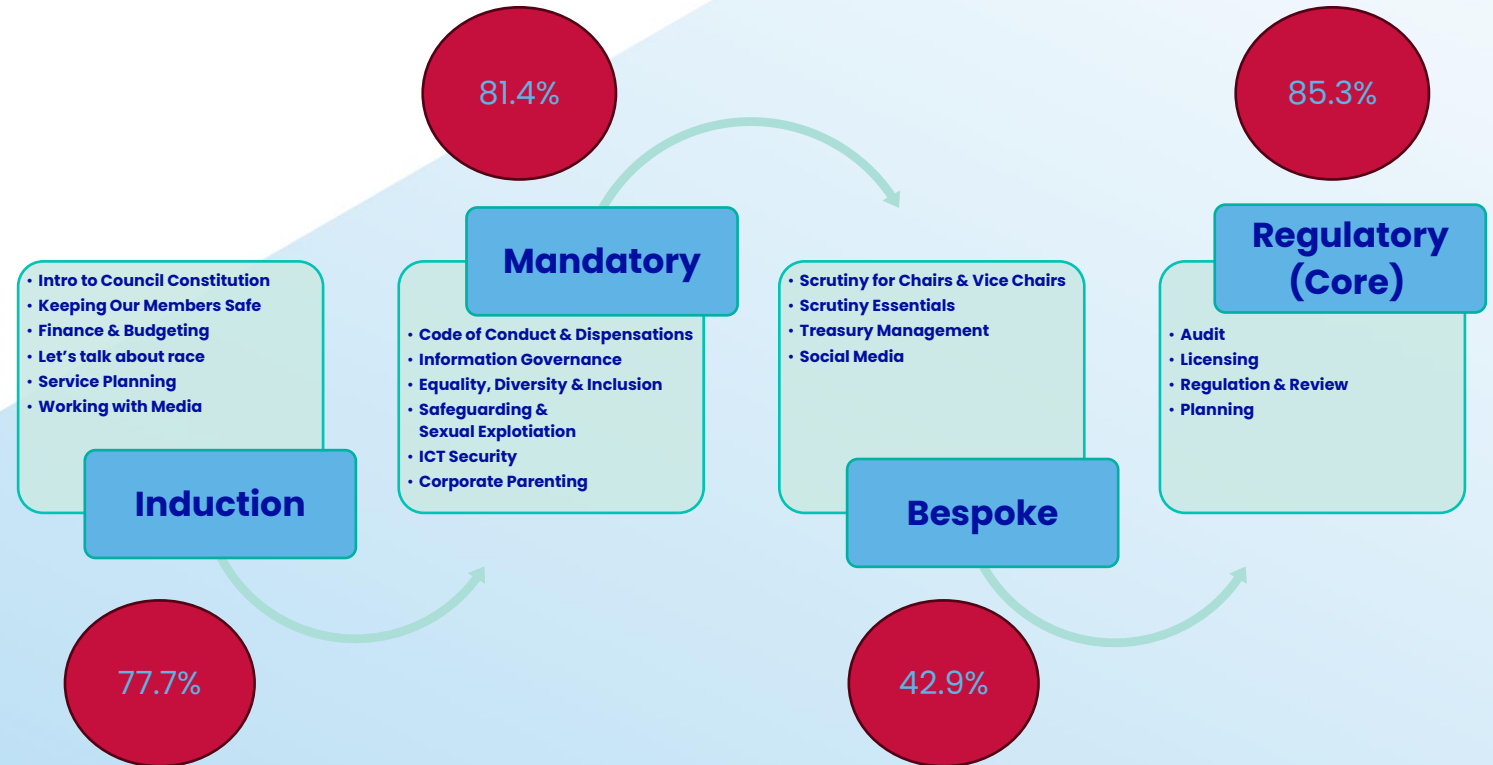 81.4%
85.3%
Induction
• Intro to Council Constitution
• Keeping Our Members Safe
• Finance & Budgeting
• Let’s talk about race
• Service Planning
• Working with Media
77.7%
Mandatory
• Code of Conduct & Dispensations
• Information Governance
• Equality, Diversity & Inclusion
• Safeguarding &
Sexual Explotiation
• ICT Security
• Corporate Parenting
• Scrutiny for Chairs & Vice Chairs
• Scrutiny Essentials
• Treasury Management
• Social Media
Bespoke
42.9%
Regulatory
(Core)
• Audit
• Licensing
• Regulation & Review
• Planning